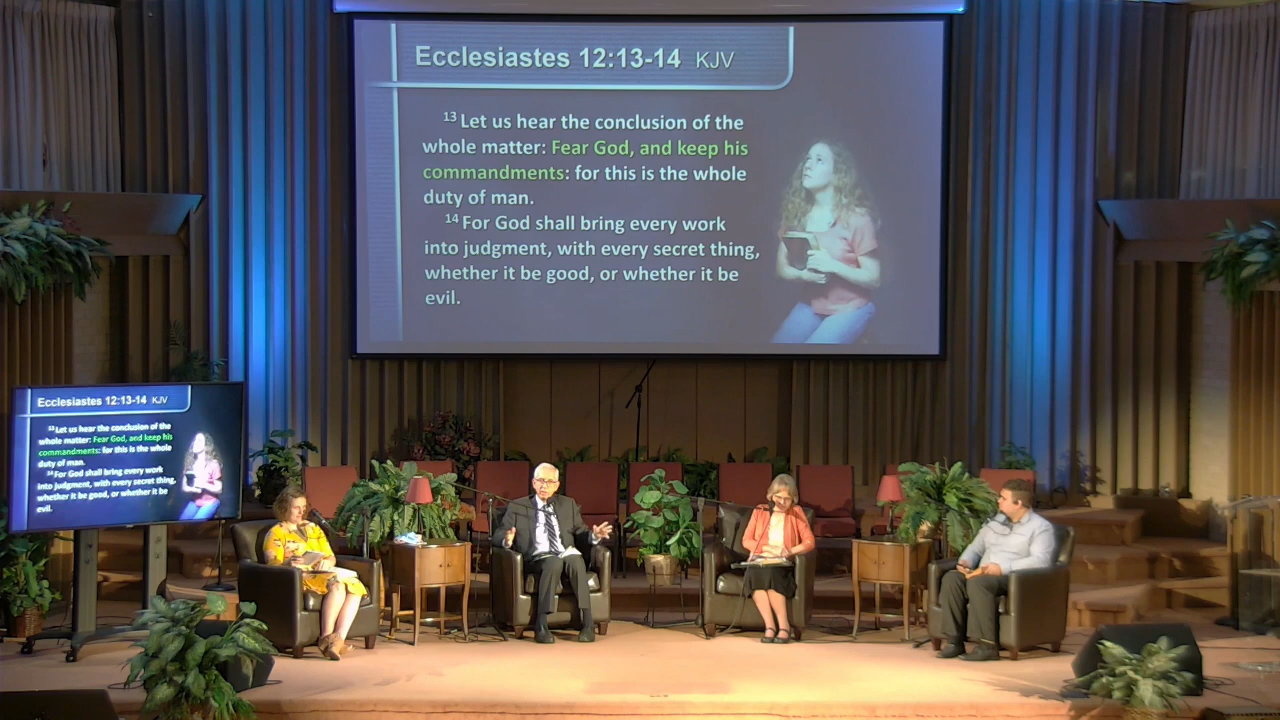 Ecclesiastes 12:13-14 KJV
13 Let us hear the conclusion of the
whole matter: Fear God, and keep his
commandments: for this is the whole
duty of man.
14 For God shall bring every work
into judgment, with every secret thing,
whether it be good, or whether it be
evil.
Ecclesiastes 12:13-14 KJV
13 Let us hear the conclusion of the
whole matter: Fear God, and keep his
commandments: for this is the whole
duty of man.
14 For God shall bring every work
into judgment, with every secret thing,
whether it be good, or whether it be
evil.